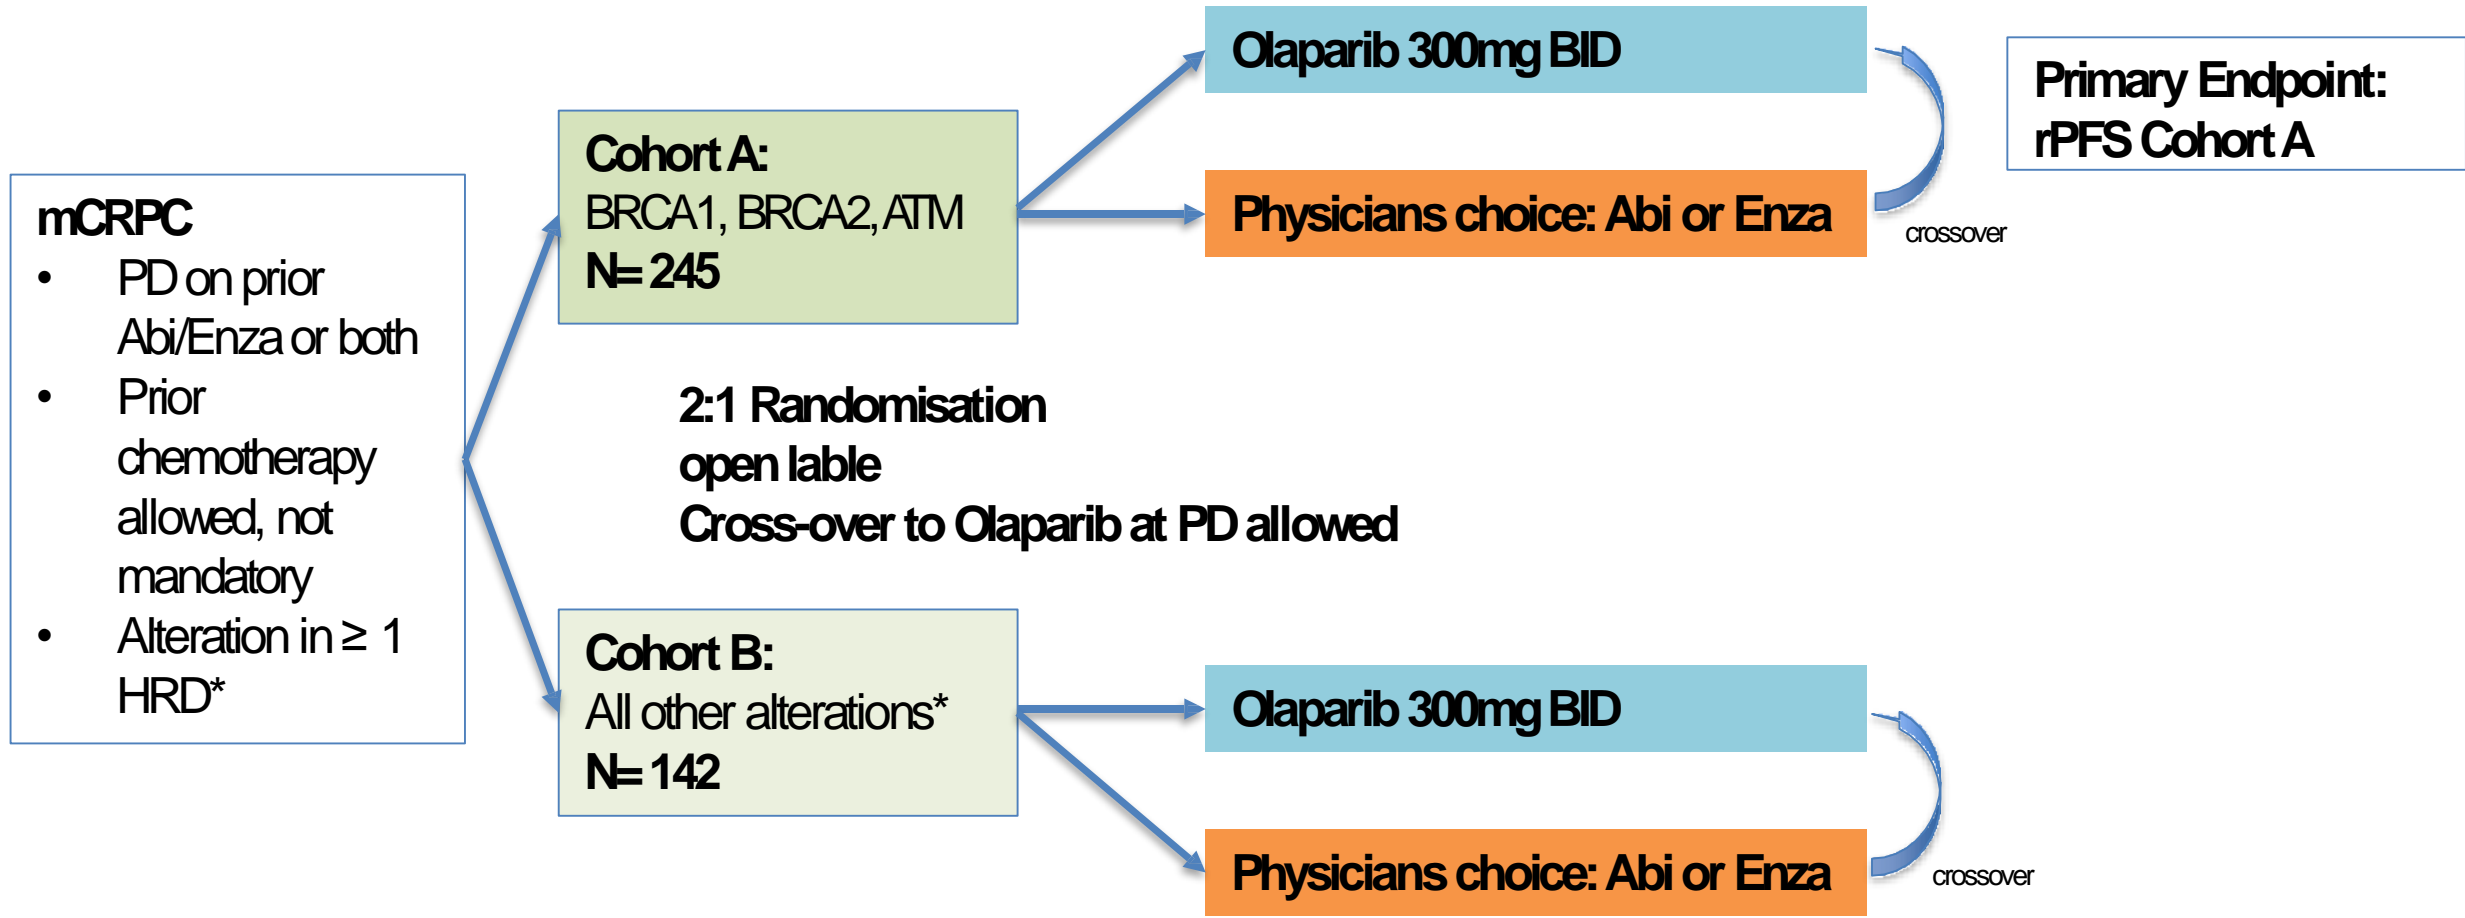 mCRPC
• PD on prior
Abi/Enza or both
• Prior
chemotherapy
allowed, not
mandatory
• Alteration in ≥ 1
HRD*
Cohort A:
BRCA1, BRCA2, ATM
N= 245
2:1 Randomisation
open lable
Cross-over to Olaparib at PD allowed
Cohort B:
All other alterations*
N= 142
Olaparib 300mg BID
Physicians choice: Abi or Enza
crossover
Primary Endpoint:
rPFS Cohort A
Olaparib 300mg BID
Physicians choice: Abi or Enza
crossover